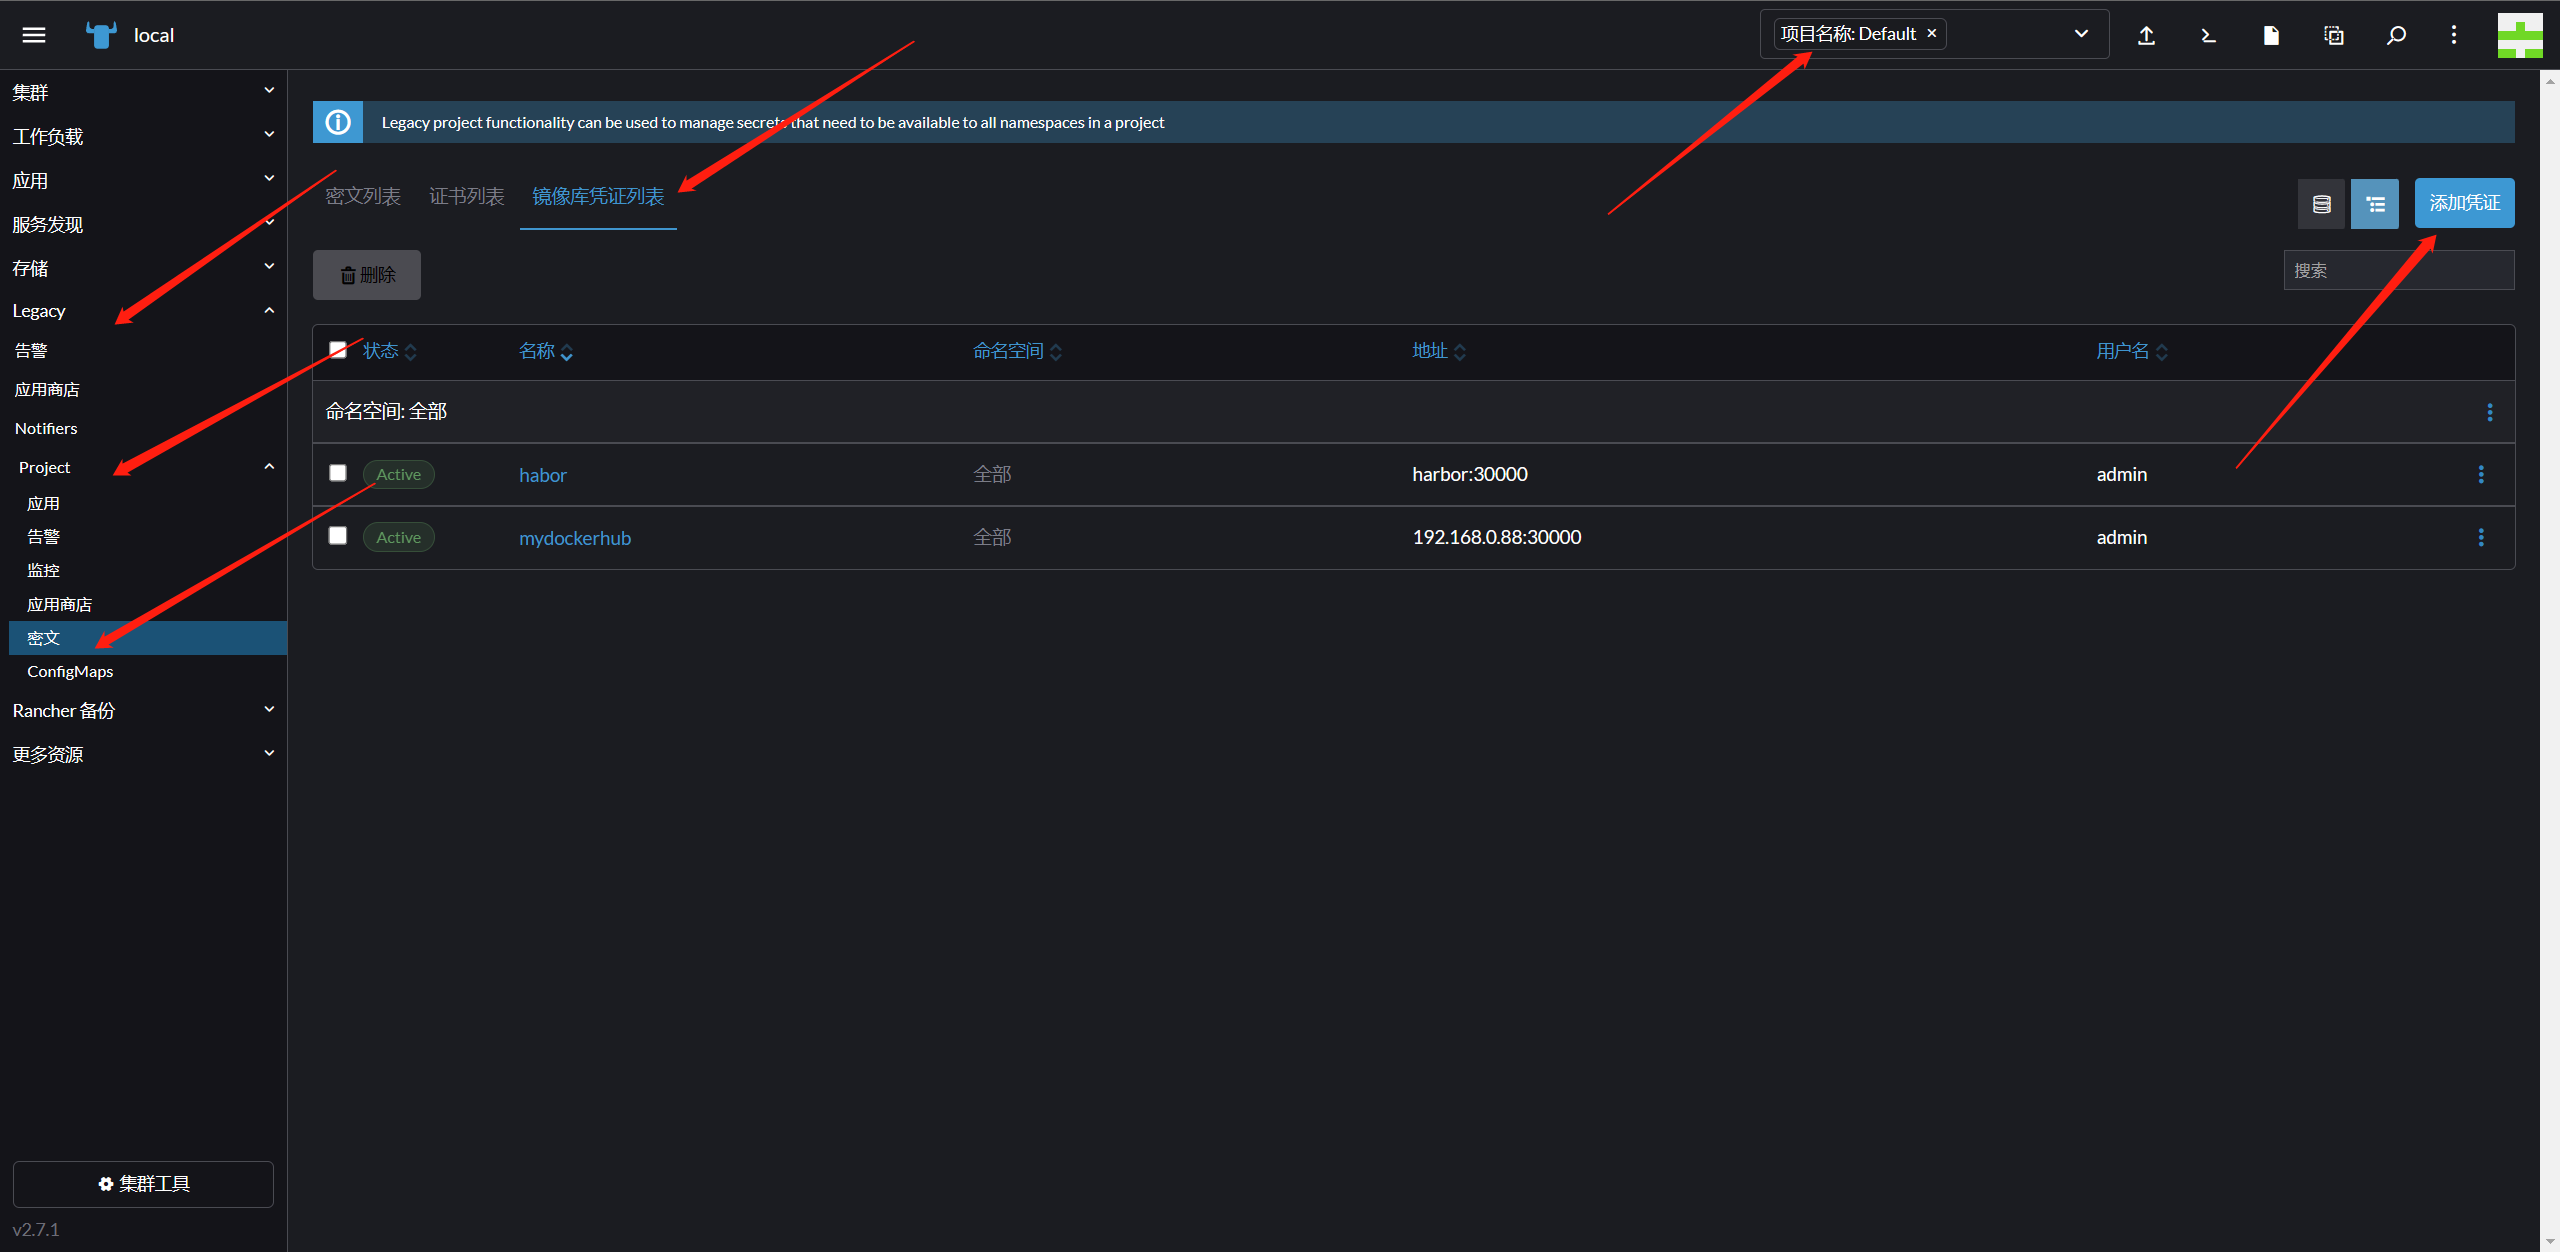 local
项目名称: Default ×
集群
工作负载
应用
服务发现
存储
Legacy
告警
应用商店
Notifiers
Project
应用
告警
监控
应用商店
密文
ConfigMaps
Rancher 备份
更多资源
集群工具
v2.7.1
Legacy project functionality can be used to manage secrets that need to be available to all namespaces in a project
密文列表 证书列表 镜像库凭证列表
添加凭证
删除
搜索
状态 名称 命名空间 地址 用户名
命名空间: 全部
Active habor 全部 harbor:30000 admin
Active mydockerhub 全部 192.168.0.88:30000 admin